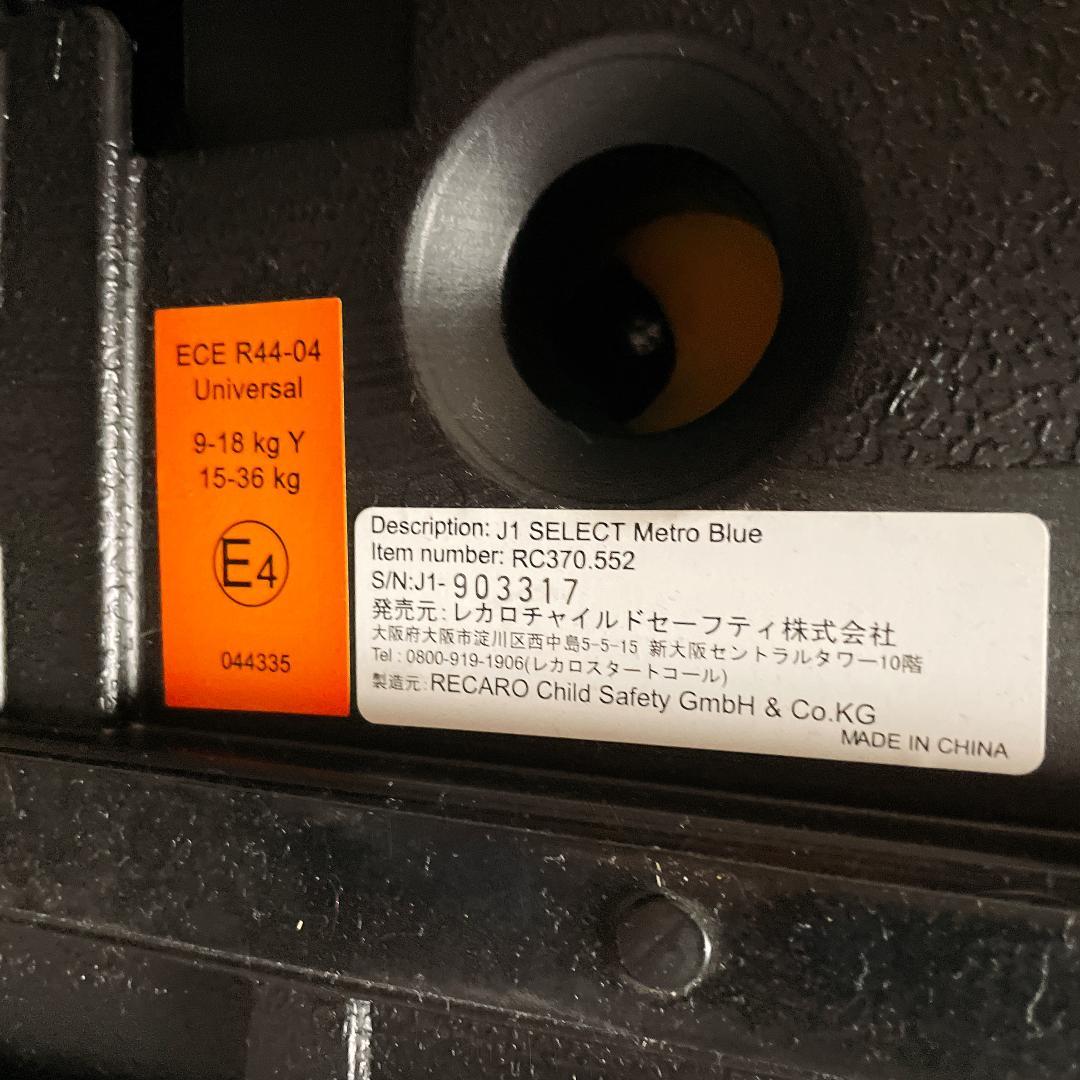 ECE R44-04
Universal
9-18 kg Y
15-36 kg
E4
044335
Description: J1 SELECT Metro Blue
Item number: RC370.552
S/N:J1-903317
発売元:レカロチャイルドセーフティ株式会社
大阪府大阪市淀川区西中島5-5-15 新大阪セントラルタワー10階
Tel : 0800-919-1906(レカロスタートコール)
製造元:RECARO Child Safety GmbH & Co.KG
MADE IN CHINA